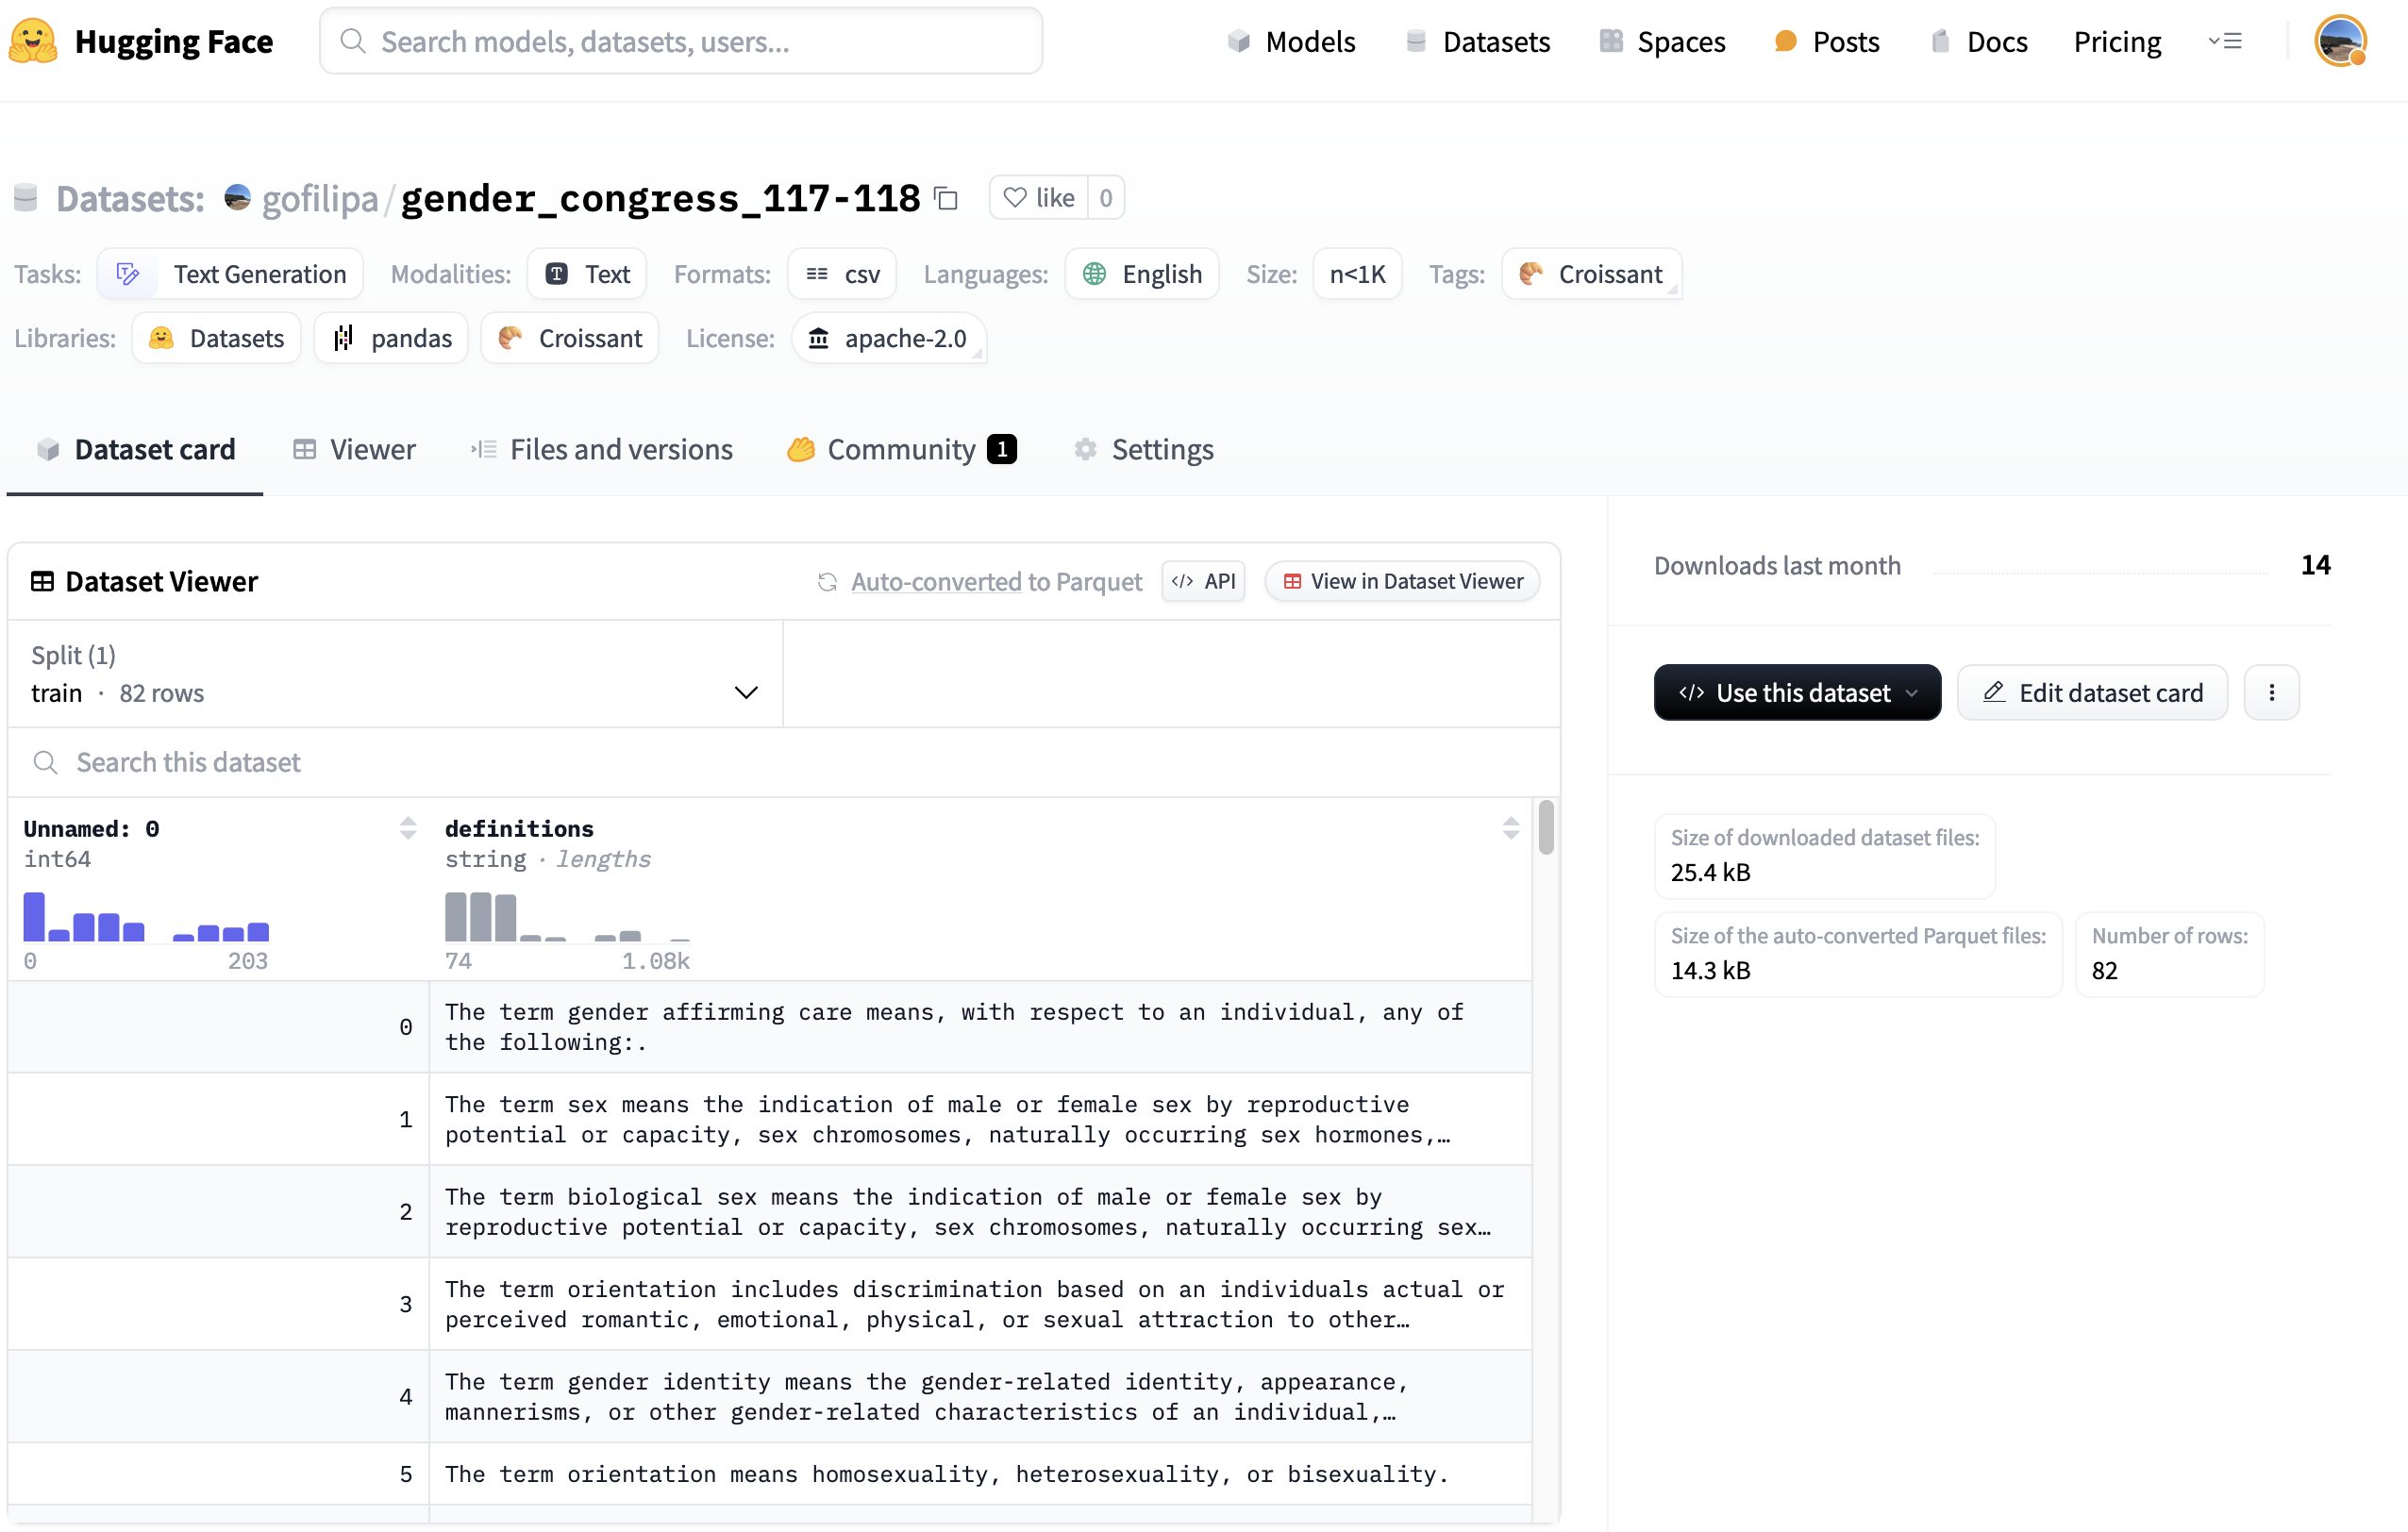 Hugging Face
Search models, datasets, users...
Models
Datasets
Spaces
Posts
Docs
Pricing
Datasets: gofilipa/gender_congress_117-118
like 0
Tasks: Text Generation Modalities: Text Formats: csv Languages: English Size: n<1K Tags: Croissant
Libraries: Datasets pandas Croissant License: apache-2.0
Dataset card
Viewer
Files and versions
Community 1
Settings
Dataset Viewer
Auto-converted to Parquet
API
View in Dataset Viewer
Split (1)
train · 82 rows
Search this dataset
Unnamed: 0
int64
0 203
definitions
string · lengths
74 1.08k
0 The term gender affirming care means, with respect to an individual, any of
the following:.
1 The term sex means the indication of male or female sex by reproductive
potential or capacity, sex chromosomes, naturally occurring sex hormones,…
2 The term biological sex means the indication of male or female sex by
reproductive potential or capacity, sex chromosomes, naturally occurring sex…
3 The term orientation includes discrimination based on an individuals actual or
perceived romantic, emotional, physical, or sexual attraction to other…
4 The term gender identity means the gender-related identity, appearance,
mannerisms, or other gender-related characteristics of an individual,…
5 The term orientation means homosexuality, heterosexuality, or bisexuality.
Downloads last month 14
Use this dataset
Edit dataset card
Size of downloaded dataset files:
25.4 kB
Size of the auto-converted Parquet files:
14.3 kB
Number of rows:
82